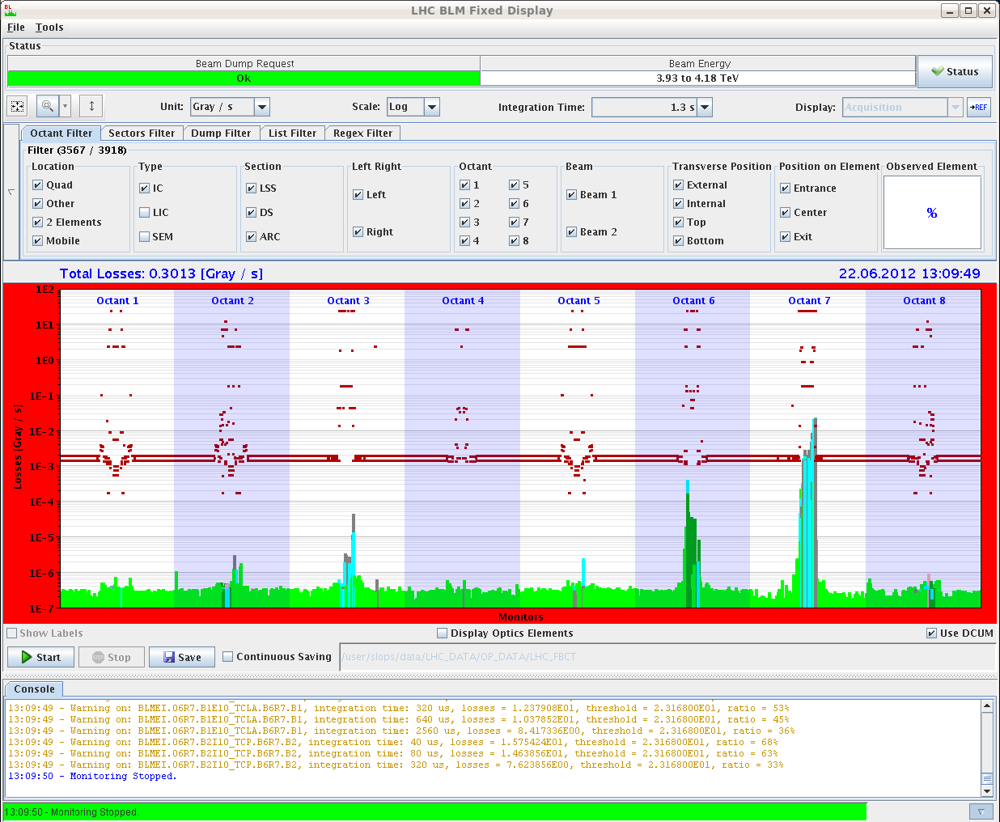 LHC BLM Fixed Display
File Tools
Status
Beam Dump Request Beam Energy
Ok 3.93 to 4.18 TeV Status
Unit: Gray / s Scale: Log Integration Time: 1.3 s Display: Acquisition REF
Octant Filter Sectors Filter Dump Filter List Filter Regex Filter
Filter (3567 / 3918)
Location Type Section Left Right Octant Beam Transverse Position Position on Element Observed Element
Quad IC LSS Left 1 5 Beam 1 External Entrance
Other LIC DS 2 6 Internal Center %
2 Elements SEM ARC Right 3 7 Beam 2 Top Exit
Mobile 4 8 Bottom
Total Losses: 0.3013 [Gray / s] 22.06.2012 13:09:49
Octant 1 Octant 2 Octant 3 Octant 4 Octant 5 Octant 6 Octant 7 Octant 8
Losses [Gray / s]
1E2
1E1
1E0
1E-1
1E-2
1E-3
1E-4
1E-5
1E-6
1E-7
Monitors
Show Labels Display Optics Elements Use DCUM
Start Stop Save Continuous Saving /user/slops/data/LHC_DATA/OP_DATA/LHC_FBCT
Console
13:09:49 - Warning on: BLMEI.06R7.B1E10_TCLA.B6R7.B1, integration time: 320 us, losses = 1.237908E01, threshold = 2.316800E01, ratio = 53%
13:09:49 - Warning on: BLMEI.06R7.B1E10_TCLA.B6R7.B1, integration time: 640 us, losses = 1.037852E01, threshold = 2.316800E01, ratio = 45%
13:09:49 - Warning on: BLMEI.06R7.B1E10_TCLA.B6R7.B1, integration time: 2560 us, losses = 8.417336E00, threshold = 2.316800E01, ratio = 36%
13:09:49 - Warning on: BLMEI.06R7.B2I10_TCP.B6R7.B2, integration time: 40 us, losses = 1.575424E01, threshold = 2.316800E01, ratio = 68%
13:09:49 - Warning on: BLMEI.06R7.B2I10_TCP.B6R7.B2, integration time: 80 us, losses = 1.463856E01, threshold = 2.316800E01, ratio = 63%
13:09:49 - Warning on: BLMEI.06R7.B2I10_TCP.B6R7.B2, integration time: 320 us, losses = 7.623856E00, threshold = 2.316800E01, ratio = 33%
13:09:50 - Monitoring Stopped.
13:09:50 - Monitoring Stopped.